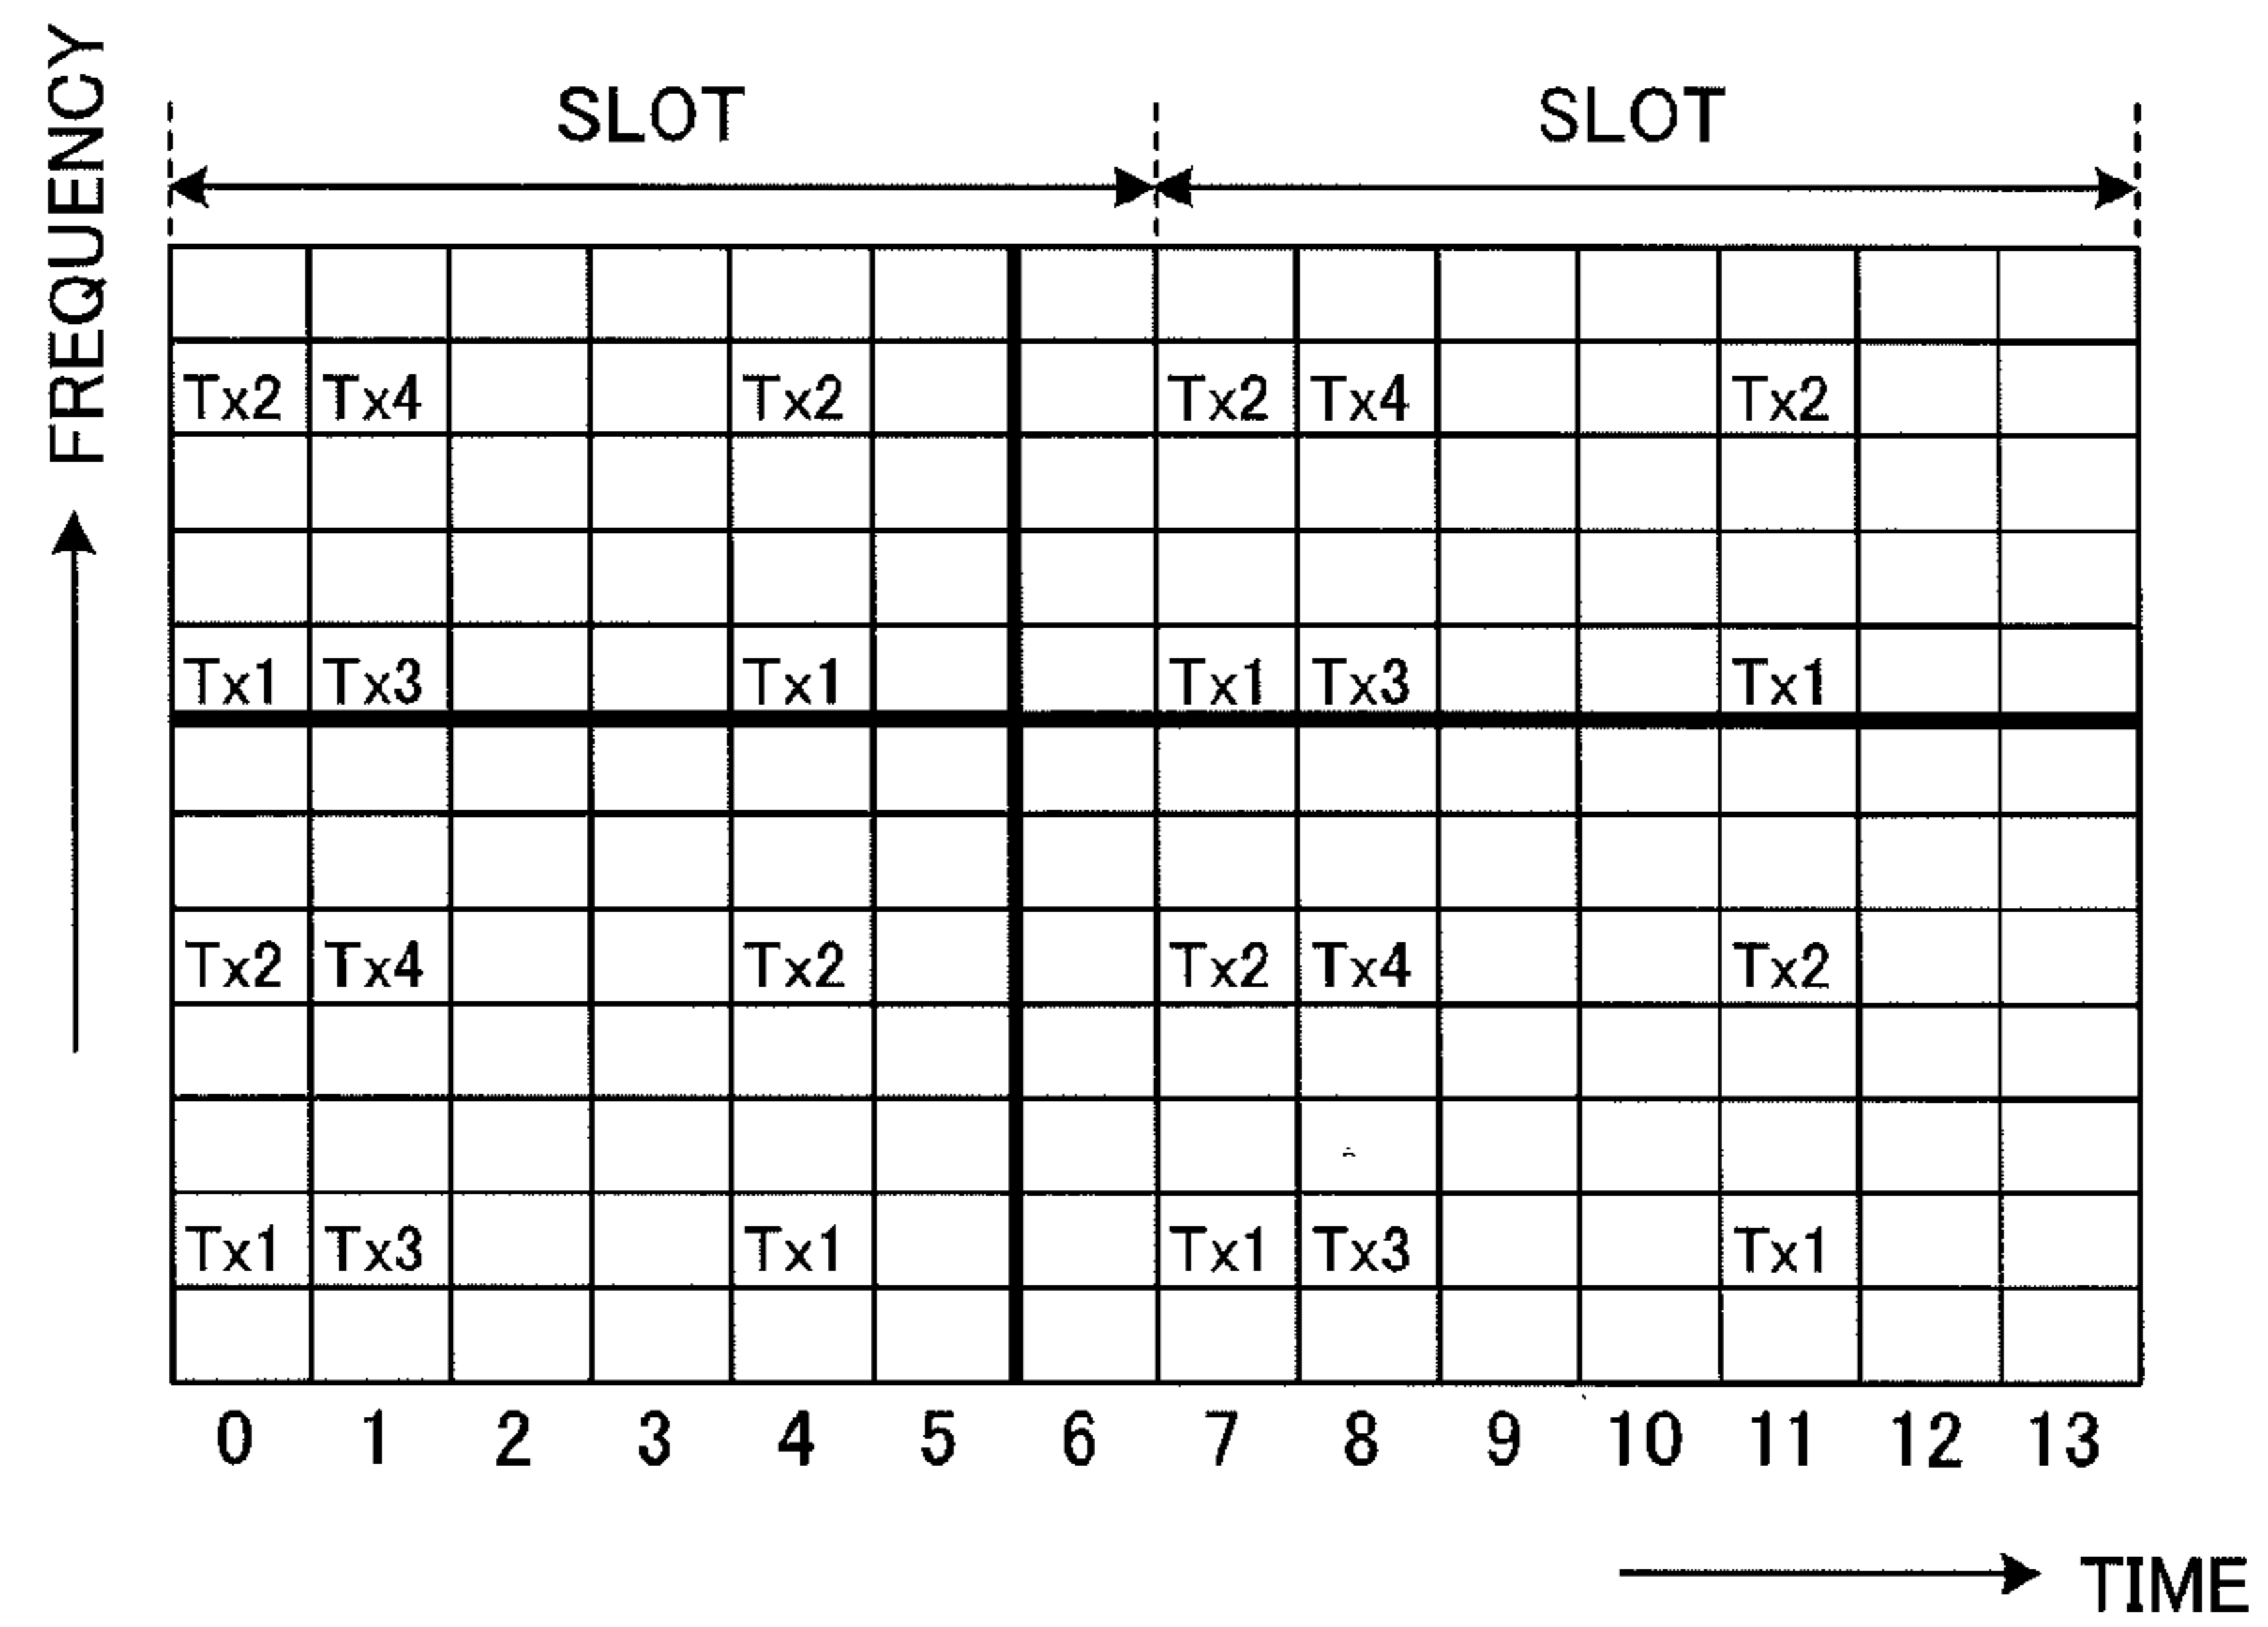 FREQUENCY
SLOT SLOT
Tx2 Tx4 Tx2 Tx2 Tx4 Tx2
Tx1 Tx3 Tx1 Tx1 Tx3 Tx1
Tx2 Tx4 Tx2 Tx2 Tx4 Tx2
Tx1 Tx3 Tx1 Tx1 Tx3 Tx1
0 1 2 3 4 5 6 7 8 9 10 11 12 13
TIME